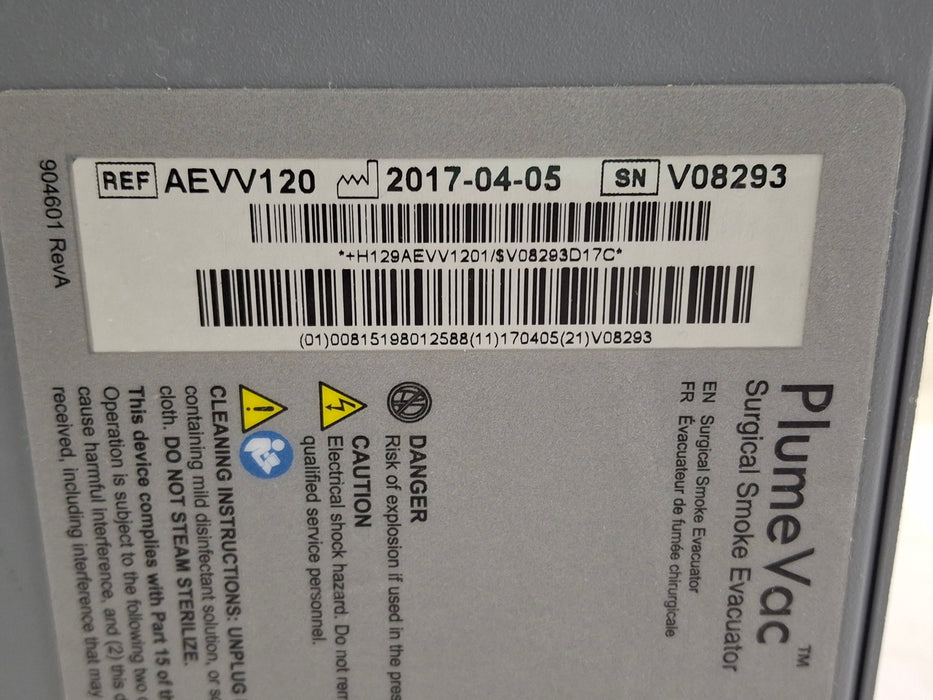 REF AEVV120 2017-04-05 SN V08293
*+H129AEVV1201/$V08293D17C*
(01)00815198012588(11)170405(21)V08293
904601 RevA
PlumeVac™
Surgical Smoke Evacuator
EN Surgical Smoke Evacuator
FR Évacuateur de fumée chirurgicale
DANGER
Risk of explosion if used in the pres
CAUTION
Electrical shock hazard. Do not rem
qualified service personnel.
CLEANING INSTRUCTIONS: UNPLUG
containing mild disinfectant solution, or s
cloth. DO NOT STEAM STERILIZE.
This device complies with Part 15 of th
Operation is subject to the following two
cause harmful interference, and (2) this d
received, including interference that may